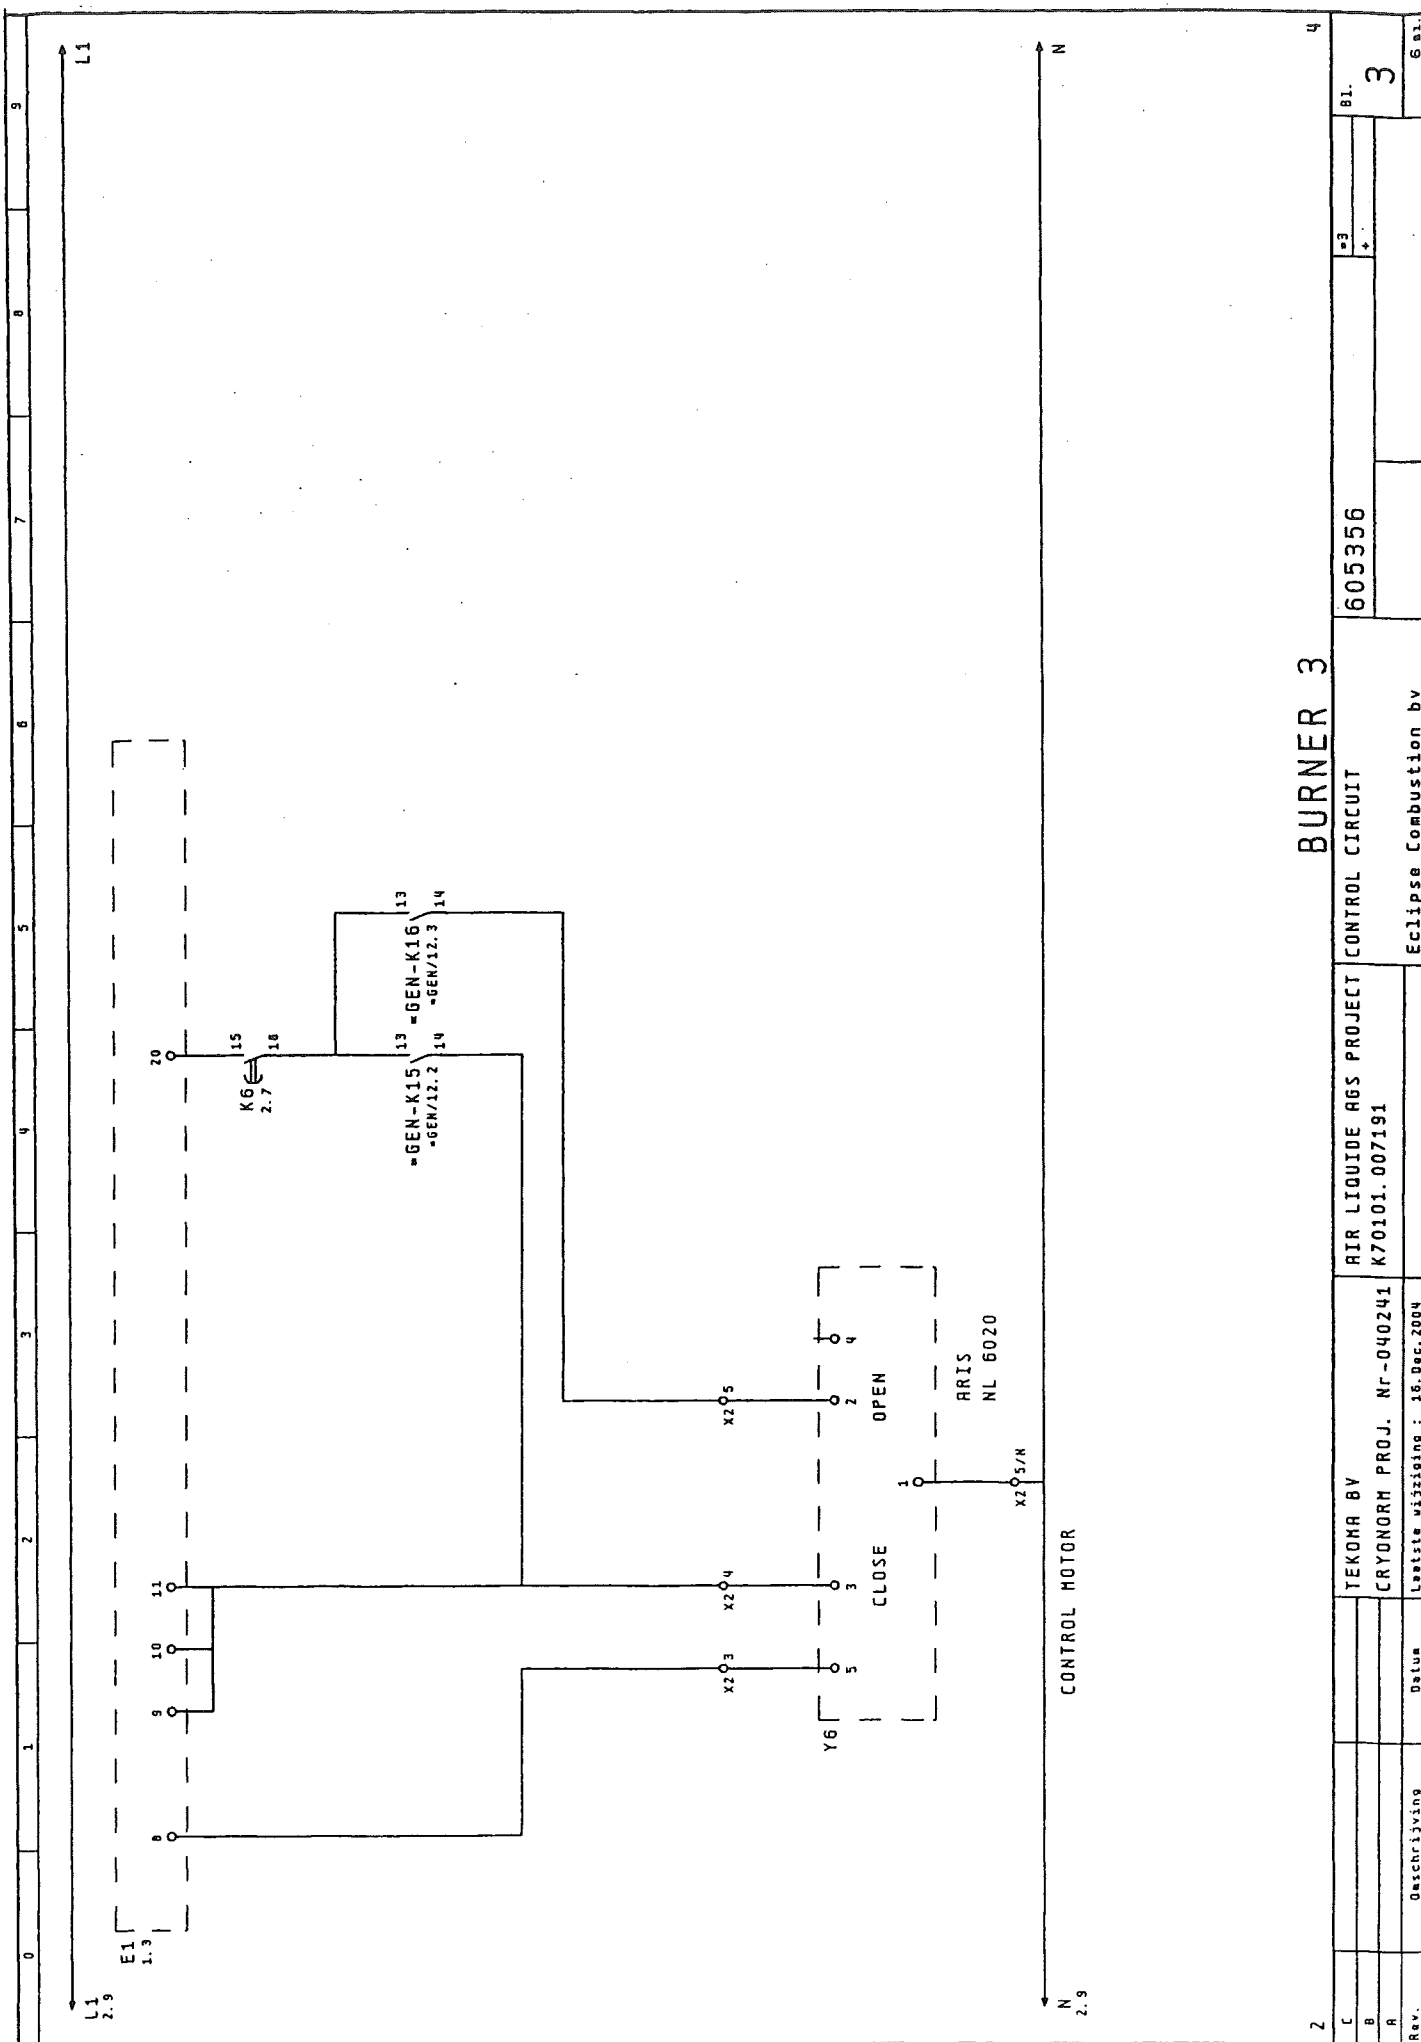 0 1 2 3 4 5 6 7 8 9
L1
2.9
L1
E1
1.3
8 9 10 11 20
K6
2.7
15
18
=GEN-K15
=GEN/12.2
13
14
=GEN-K16
=GEN/12.3
13
14
X2 3
X2 4
X2 5
Y6
5 3 2 4
CLOSE
OPEN
1
ARIS
NL 6020
X2 5/N
N
2.9
N
CONTROL MOTOR
BURNER 3
2
4
C
B
A
Rev.
Omschrijving
Datum
TEKOMA BV
CRYONORM PROJ. Nr-040241
Laatste wijziging : 16.Dec.2004
AIR LIQUIDE AGS PROJECT
K70101.007191
CONTROL CIRCUIT
Eclipse Combustion bv
605356
=3
+
Bl.
3
6 Bl.